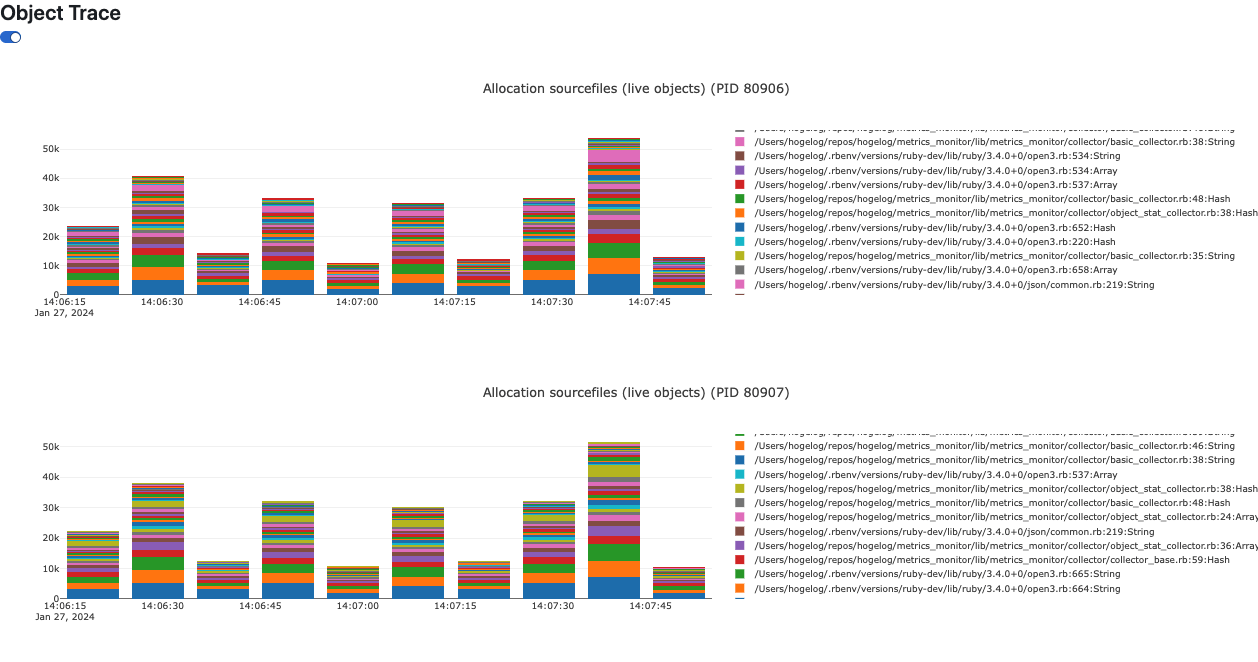 Object Trace
Allocation sourcefiles (live objects) (PID 80906)
50k
40k
30k
20k
10k
0
14:06:15
Jan 27, 2024
14:06:30
14:06:45
14:07:00
14:07:15
14:07:30
14:07:45
/Users/hogelog/repos/hogelog/metrics_monitor/lib/metrics_monitor/collector/basic_collector.rb:38:String
/Users/hogelog/.rbenv/versions/ruby-dev/lib/ruby/3.4.0+0/open3.rb:534:String
/Users/hogelog/.rbenv/versions/ruby-dev/lib/ruby/3.4.0+0/open3.rb:534:Array
/Users/hogelog/.rbenv/versions/ruby-dev/lib/ruby/3.4.0+0/open3.rb:537:Array
/Users/hogelog/repos/hogelog/metrics_monitor/lib/metrics_monitor/collector/basic_collector.rb:48:Hash
/Users/hogelog/repos/hogelog/metrics_monitor/lib/metrics_monitor/collector/object_stat_collector.rb:38:Hash
/Users/hogelog/.rbenv/versions/ruby-dev/lib/ruby/3.4.0+0/open3.rb:652:Hash
/Users/hogelog/.rbenv/versions/ruby-dev/lib/ruby/3.4.0+0/open3.rb:220:Hash
/Users/hogelog/repos/hogelog/metrics_monitor/lib/metrics_monitor/collector/basic_collector.rb:35:String
/Users/hogelog/.rbenv/versions/ruby-dev/lib/ruby/3.4.0+0/open3.rb:658:Array
/Users/hogelog/.rbenv/versions/ruby-dev/lib/ruby/3.4.0+0/json/common.rb:219:String
Allocation sourcefiles (live objects) (PID 80907)
50k
40k
30k
20k
10k
0
14:06:15
Jan 27, 2024
14:06:30
14:06:45
14:07:00
14:07:15
14:07:30
14:07:45
/Users/hogelog/repos/hogelog/metrics_monitor/lib/metrics_monitor/collector/basic_collector.rb:46:String
/Users/hogelog/repos/hogelog/metrics_monitor/lib/metrics_monitor/collector/basic_collector.rb:38:String
/Users/hogelog/.rbenv/versions/ruby-dev/lib/ruby/3.4.0+0/open3.rb:537:Array
/Users/hogelog/repos/hogelog/metrics_monitor/lib/metrics_monitor/collector/object_stat_collector.rb:38:Hash
/Users/hogelog/repos/hogelog/metrics_monitor/lib/metrics_monitor/collector/basic_collector.rb:48:Hash
/Users/hogelog/repos/hogelog/metrics_monitor/lib/metrics_monitor/collector/object_stat_collector.rb:24:Array
/Users/hogelog/.rbenv/versions/ruby-dev/lib/ruby/3.4.0+0/json/common.rb:219:String
/Users/hogelog/repos/hogelog/metrics_monitor/lib/metrics_monitor/collector/object_stat_collector.rb:36:Array
/Users/hogelog/repos/hogelog/metrics_monitor/lib/metrics_monitor/collector/collector_base.rb:59:Hash
/Users/hogelog/.rbenv/versions/ruby-dev/lib/ruby/3.4.0+0/open3.rb:665:String
/Users/hogelog/.rbenv/versions/ruby-dev/lib/ruby/3.4.0+0/open3.rb:664:String